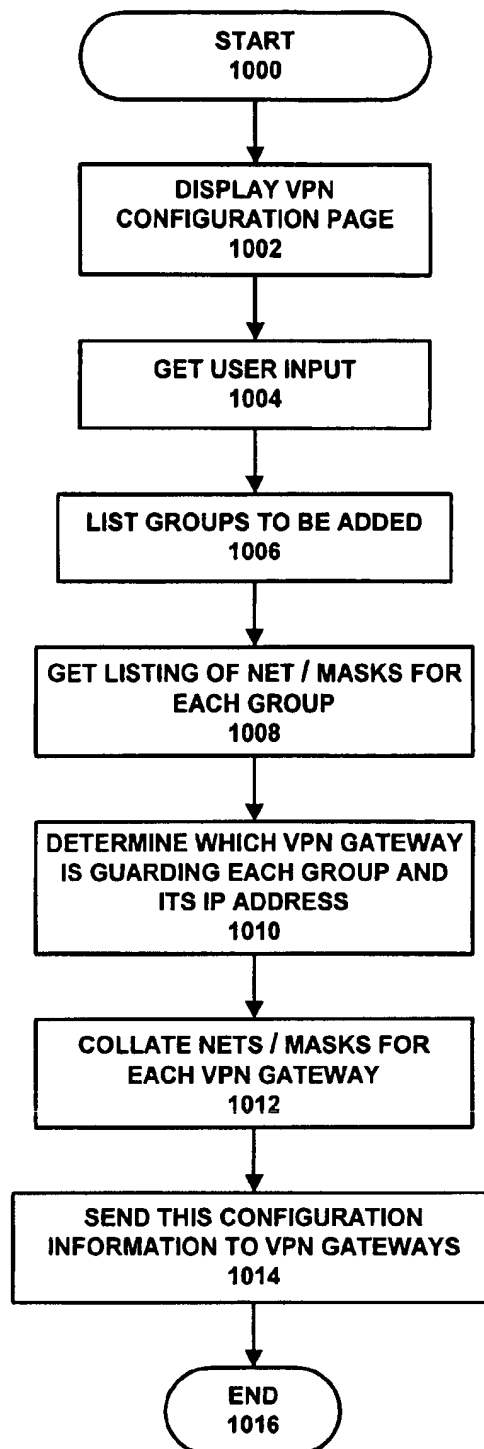 START
1000
DISPLAY VPN
CONFIGURATION PAGE
1002
GET USER INPUT
1004
LIST GROUPS TO BE ADDED
1006
GET LISTING OF NET / MASKS FOR
EACH GROUP
1008
DETERMINE WHICH VPN GATEWAY
IS GUARDING EACH GROUP AND
ITS IP ADDRESS
1010
COLLATE NETS / MASKS FOR
EACH VPN GATEWAY
1012
SEND THIS CONFIGURATION
INFORMATION TO VPN GATEWAYS
1014
END
1016